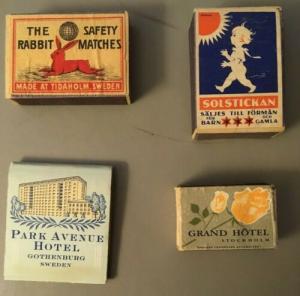 THE SAFETY
RABBIT MATCHES
MADE AT TIDAHOLM, SWEDEN
SOLSTICKAN
SÄLJES TILL FÖRMÅN
FÖR
BARN GAMLA
OCH
PARK AVENUE
HOTEL
GOTHENBURG
SWEDEN
GRAND HÔTEL
STOCKHOLM